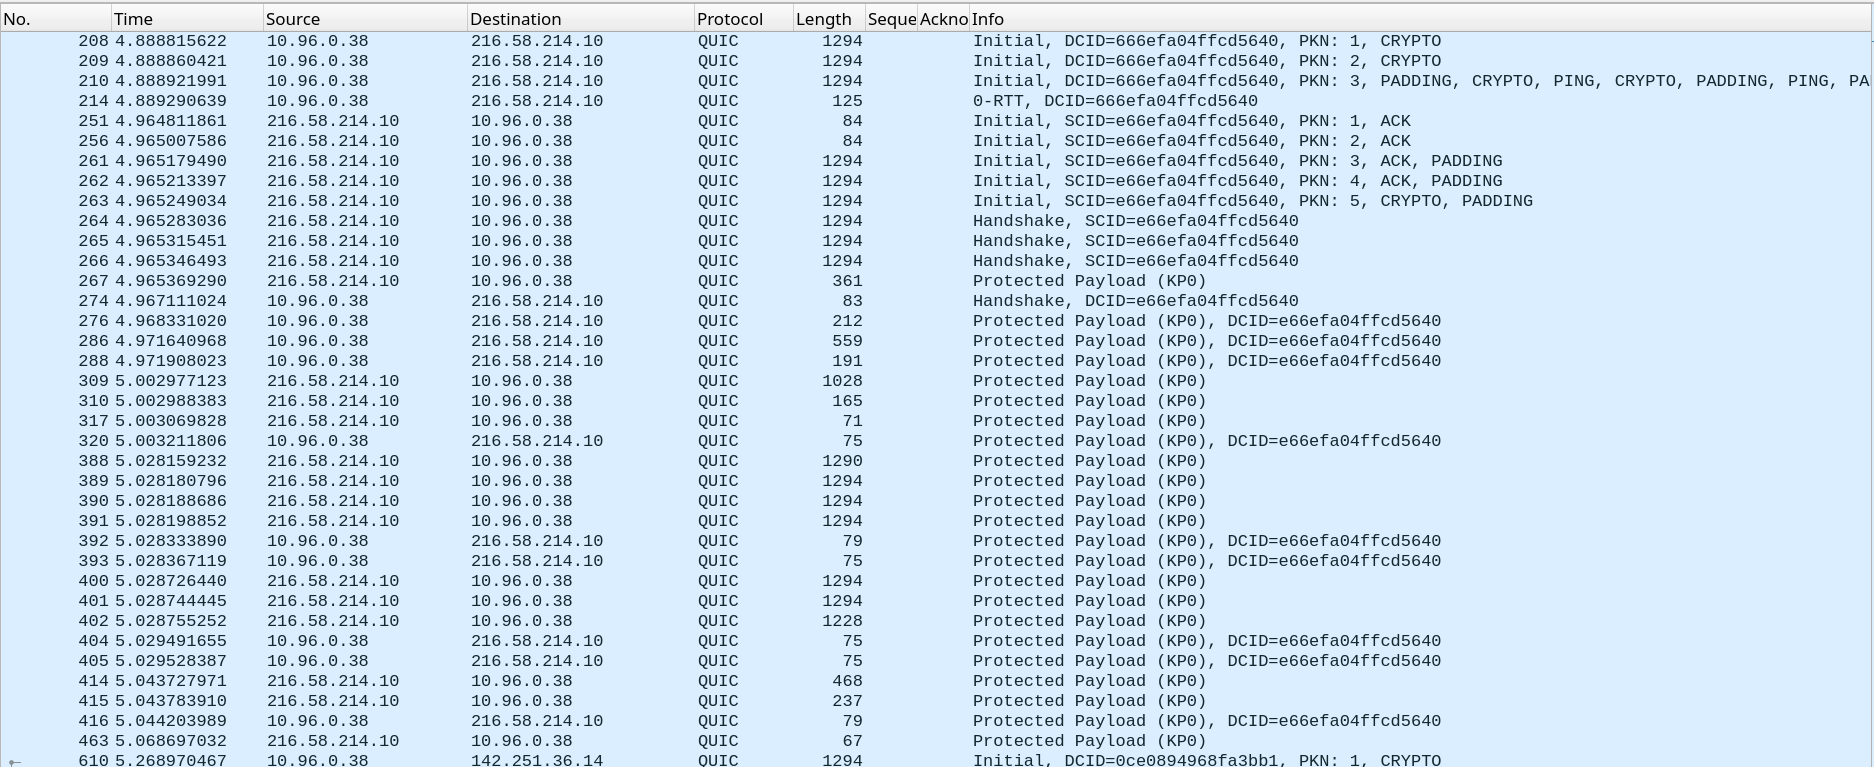 No. Time Source Destination Protocol Length Seque Ackno Info
208 4.888815622 10.96.0.38 216.58.214.10 QUIC 1294 Initial, DCID=666efa04ffcd5640, PKN: 1, CRYPTO
209 4.888860421 10.96.0.38 216.58.214.10 QUIC 1294 Initial, DCID=666efa04ffcd5640, PKN: 2, CRYPTO
210 4.888921991 10.96.0.38 216.58.214.10 QUIC 1294 Initial, DCID=666efa04ffcd5640, PKN: 3, PADDING, CRYPTO, PING, CRYPTO, PADDING, PING, PA
214 4.889290639 10.96.0.38 216.58.214.10 QUIC 125 0-RTT, DCID=666efa04ffcd5640
251 4.964811861 216.58.214.10 10.96.0.38 QUIC 84 Initial, SCID=e66efa04ffcd5640, PKN: 1, ACK
256 4.965007586 216.58.214.10 10.96.0.38 QUIC 84 Initial, SCID=e66efa04ffcd5640, PKN: 2, ACK
261 4.965179490 216.58.214.10 10.96.0.38 QUIC 1294 Initial, SCID=e66efa04ffcd5640, PKN: 3, ACK, PADDING
262 4.965213397 216.58.214.10 10.96.0.38 QUIC 1294 Initial, SCID=e66efa04ffcd5640, PKN: 4, ACK, PADDING
263 4.965249034 216.58.214.10 10.96.0.38 QUIC 1294 Initial, SCID=e66efa04ffcd5640, PKN: 5, CRYPTO, PADDING
264 4.965283036 216.58.214.10 10.96.0.38 QUIC 1294 Handshake, SCID=e66efa04ffcd5640
265 4.965315451 216.58.214.10 10.96.0.38 QUIC 1294 Handshake, SCID=e66efa04ffcd5640
266 4.965346493 216.58.214.10 10.96.0.38 QUIC 1294 Handshake, SCID=e66efa04ffcd5640
267 4.965369290 216.58.214.10 10.96.0.38 QUIC 361 Protected Payload (KP0)
274 4.967111024 10.96.0.38 216.58.214.10 QUIC 83 Handshake, DCID=e66efa04ffcd5640
276 4.968331020 10.96.0.38 216.58.214.10 QUIC 212 Protected Payload (KP0), DCID=e66efa04ffcd5640
286 4.971640968 10.96.0.38 216.58.214.10 QUIC 559 Protected Payload (KP0), DCID=e66efa04ffcd5640
288 4.971908023 10.96.0.38 216.58.214.10 QUIC 191 Protected Payload (KP0), DCID=e66efa04ffcd5640
309 5.002977123 216.58.214.10 10.96.0.38 QUIC 1028 Protected Payload (KP0)
310 5.002988383 216.58.214.10 10.96.0.38 QUIC 165 Protected Payload (KP0)
317 5.003069828 216.58.214.10 10.96.0.38 QUIC 71 Protected Payload (KP0)
320 5.003211806 10.96.0.38 216.58.214.10 QUIC 75 Protected Payload (KP0), DCID=e66efa04ffcd5640
388 5.028159232 216.58.214.10 10.96.0.38 QUIC 1290 Protected Payload (KP0)
389 5.028180796 216.58.214.10 10.96.0.38 QUIC 1294 Protected Payload (KP0)
390 5.028188686 216.58.214.10 10.96.0.38 QUIC 1294 Protected Payload (KP0)
391 5.028198852 216.58.214.10 10.96.0.38 QUIC 1294 Protected Payload (KP0)
392 5.028333890 10.96.0.38 216.58.214.10 QUIC 79 Protected Payload (KP0), DCID=e66efa04ffcd5640
393 5.028367119 10.96.0.38 216.58.214.10 QUIC 75 Protected Payload (KP0), DCID=e66efa04ffcd5640
400 5.028726440 216.58.214.10 10.96.0.38 QUIC 1294 Protected Payload (KP0)
401 5.028744445 216.58.214.10 10.96.0.38 QUIC 1294 Protected Payload (KP0)
402 5.028755252 216.58.214.10 10.96.0.38 QUIC 1228 Protected Payload (KP0)
404 5.029491655 10.96.0.38 216.58.214.10 QUIC 75 Protected Payload (KP0), DCID=e66efa04ffcd5640
405 5.029528387 10.96.0.38 216.58.214.10 QUIC 75 Protected Payload (KP0), DCID=e66efa04ffcd5640
414 5.043727971 216.58.214.10 10.96.0.38 QUIC 468 Protected Payload (KP0)
415 5.043783910 216.58.214.10 10.96.0.38 QUIC 237 Protected Payload (KP0)
416 5.044203989 10.96.0.38 216.58.214.10 QUIC 79 Protected Payload (KP0), DCID=e66efa04ffcd5640
463 5.068697032 216.58.214.10 10.96.0.38 QUIC 67 Protected Payload (KP0)
610 5.268970467 10.96.0.38 142.251.36.14 QUIC 1294 Initial, DCID=0ce0894968fa3bb1, PKN: 1, CRYPTO